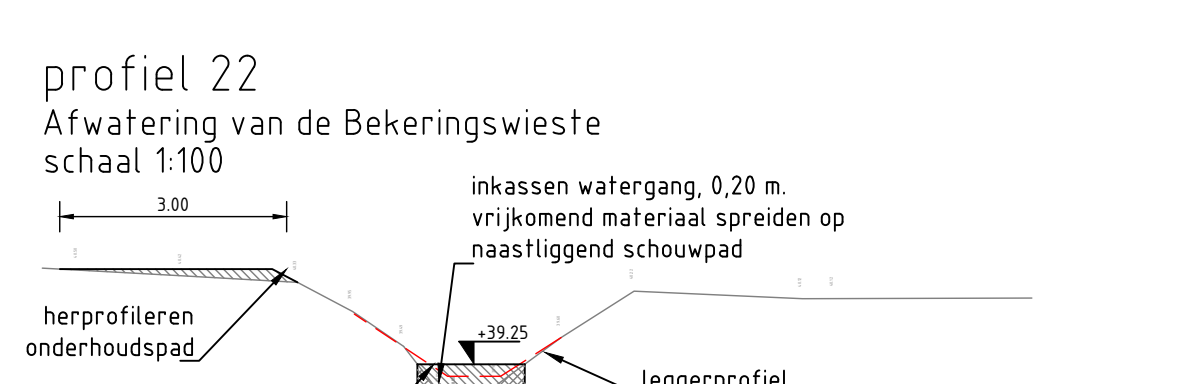 profiel 22
Afwatering van de Bekeringswieste
schaal 1:100
inkassen watergang, 0,20 m.
vrijkomend materiaal spreiden op
naastliggend schouwpad
3.00
herprofileren
onderhoudspad
+39.25
leggerprofiel